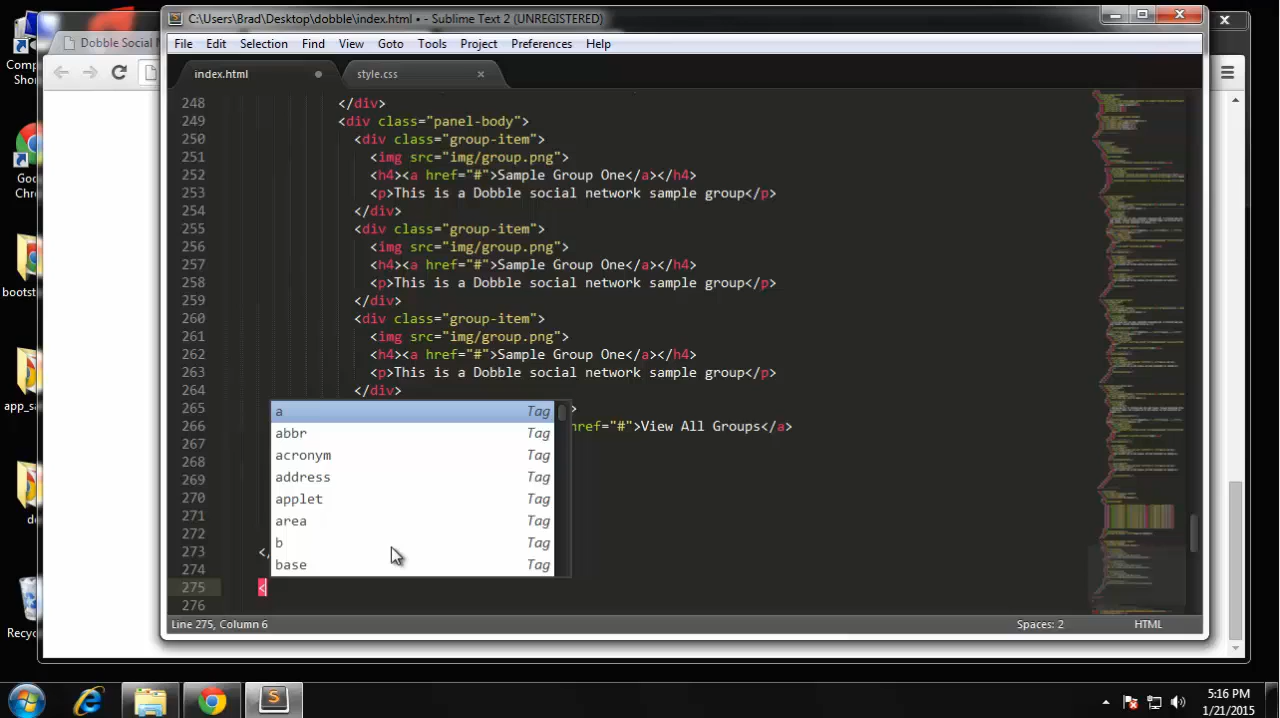 C:\Users\Brad\Desktop\dobble\index.html • - Sublime Text 2 (UNREGISTERED)
Dobble Social
File Edit Selection Find View Goto Tools Project Preferences Help
index.html
style.css
248 </div>
249 <div class="panel-body">
250 <div class="group-item">
251 <img src="img/group.png">
252 <h4><a href="#">Sample Group One</a></h4>
253 <p>This is a Dobble social network sample group</p>
254 </div>
255 <div class="group-item">
256 <img src="img/group.png">
257 <h4><a href="#">Sample Group One</a></h4>
258 <p>This is a Dobble social network sample group</p>
259 </div>
260 <div class="group-item">
261 <img src="img/group.png">
262 <h4><a href="#">Sample Group One</a></h4>
263 <p>This is a Dobble social network sample group</p>
264 </div>
265 >
266 href="#">View All Groups</a>
267
268
269
270
271
272
273 </
274
275 <
276
a Tag
abbr Tag
acronym Tag
address Tag
applet Tag
area Tag
b Tag
base Tag
Line 275, Column 6
Spaces: 2
HTML
Comp
Shor
Goo
Chr
boots
app_s
d
Recy
5:16 PM
1/21/2015